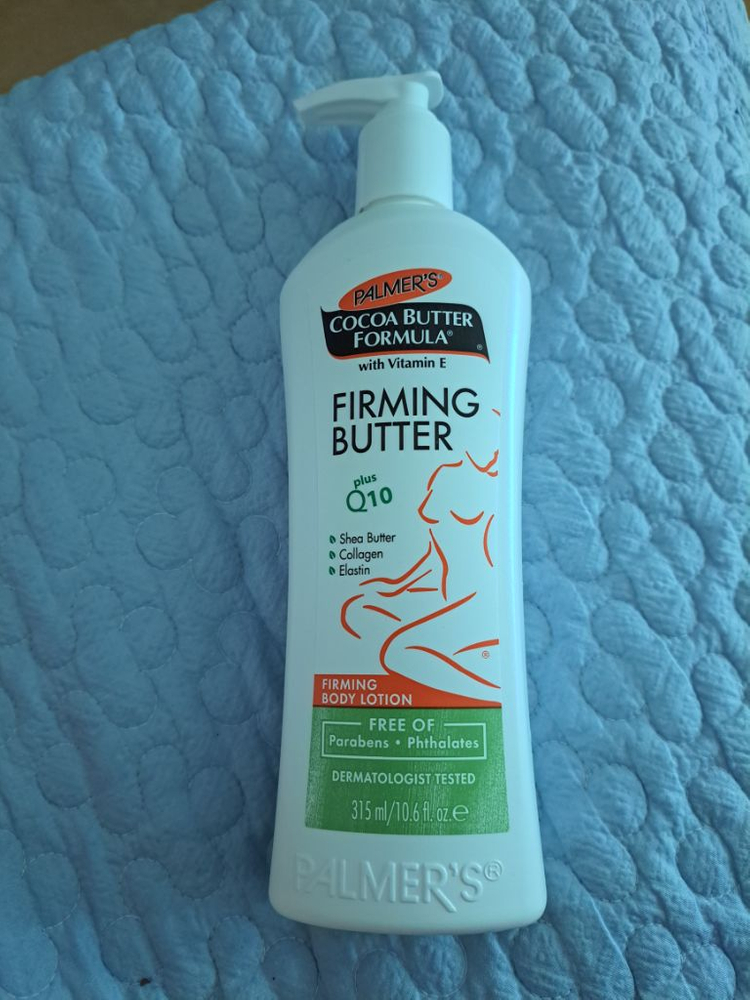 PALMER'S®
COCOA BUTTER
FORMULA®
®
with Vitamin E
FIRMING
BUTTER
plus
Q10
Shea Butter
Collagen
Elastin
®
FIRMING
BODY LOTION
FREE OF
Parabens • Phthalates
DERMATOLOGIST TESTED
315 ml/10.6 fl. oz. ℮
PALMER'S®